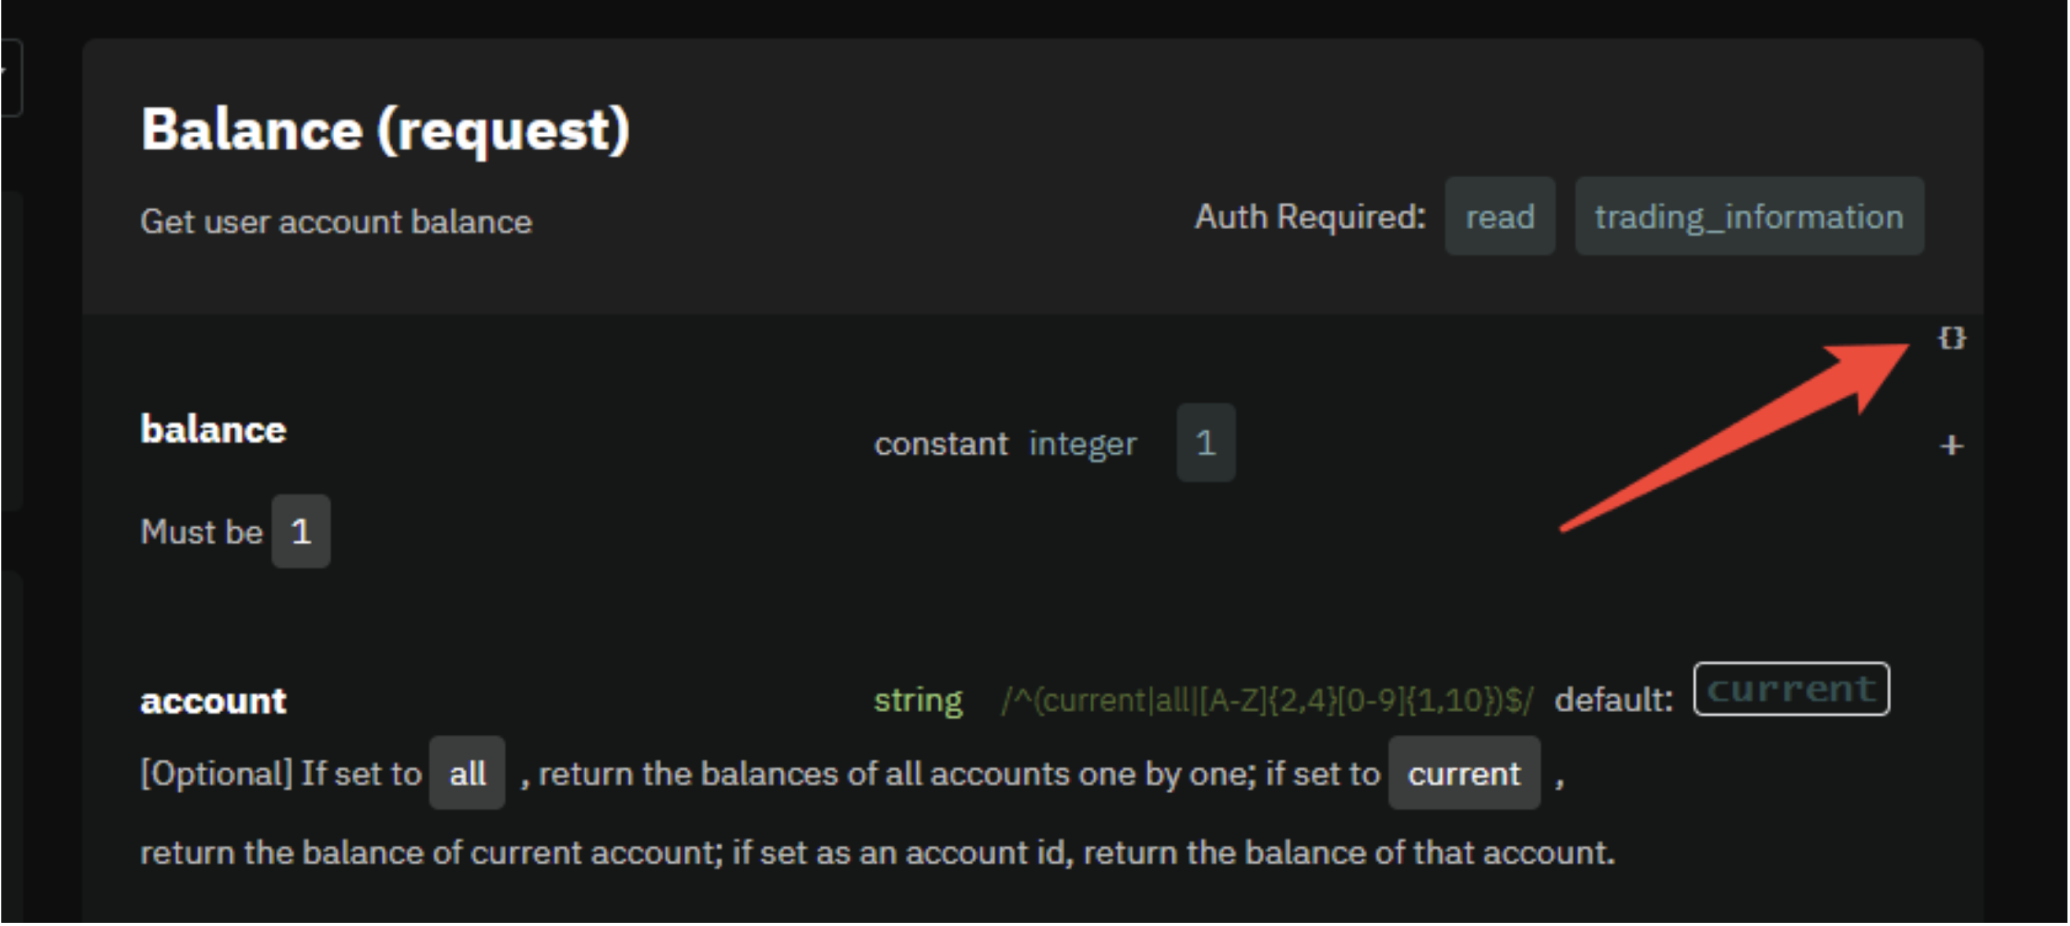 Balance (request)
Get user account balance
Auth Required: read trading_information
{}
balance
constant integer 1
+
Must be 1
account
string /^(current|all|[A-Z]{2,4}[0-9]{1,10})$/ default: current
[Optional] If set to all , return the balances of all accounts one by one; if set to current ,
return the balance of current account; if set as an account id, return the balance of that account.